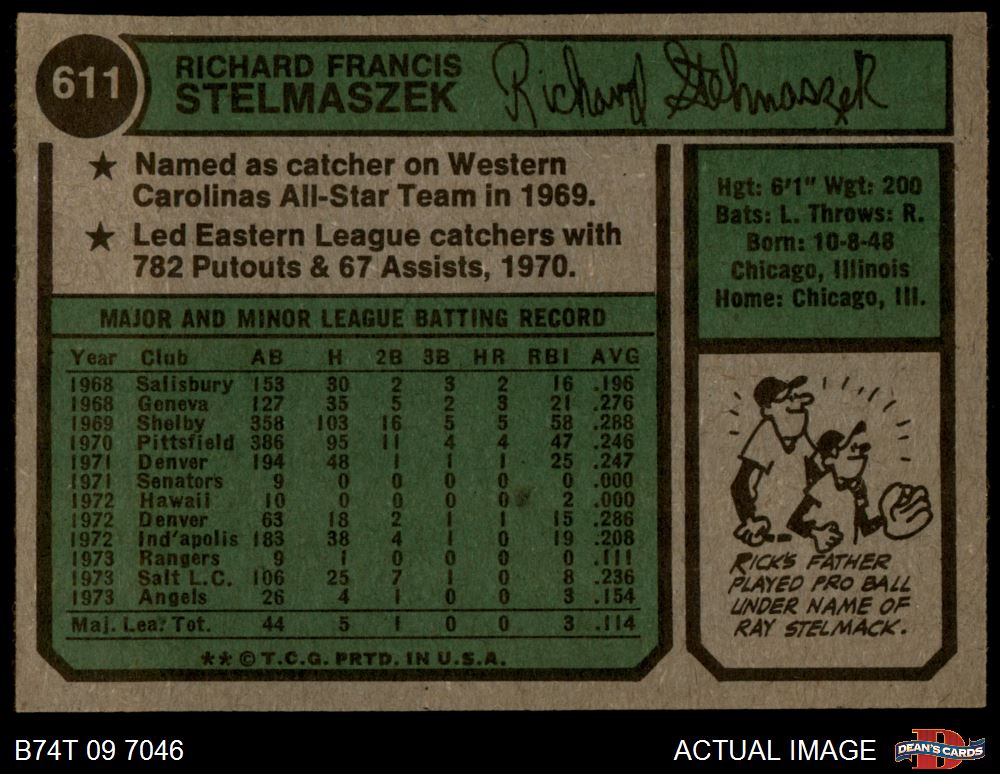 611
RICHARD FRANCIS
STELMASZEK
Richard Stelmaszek
★ Named as catcher on Western
Carolinas All-Star Team in 1969.
★ Led Eastern League catchers with
782 Putouts & 67 Assists, 1970.
Hgt: 6'1" Wgt: 200
Bats: L. Throws: R.
Born: 10-8-48
Chicago, Illinois
Home: Chicago, Ill.
MAJOR AND MINOR LEAGUE BATTING RECORD
Year Club AB H 2B 3B HR RBI AVG
1968 Salisbury 153 30 2 3 2 16 .196
1968 Geneva 127 35 5 2 3 21 .276
1969 Shelby 358 103 16 5 5 58 .288
1970 Pittsfield 386 95 11 4 4 47 .246
1971 Denver 194 48 1 1 1 25 .247
1971 Senators 9 0 0 0 0 0 .000
1972 Hawaii 10 0 0 0 0 2 .000
1972 Denver 63 18 2 1 1 15 .286
1972 Ind'apolis 183 38 4 1 0 19 .208
1973 Rangers 9 1 0 0 0 0 .111
1973 Salt L.C. 106 25 7 1 0 8 .236
1973 Angels 26 4 1 0 0 3 .154
Maj. Lea. Tot. 44 5 1 0 0 3 .114
**©T.C.G. PRTD. IN U.S.A.
RICK'S FATHER
PLAYED PRO BALL
UNDER NAME OF
RAY STELMACK.
B74T 09 7046
ACTUAL IMAGE
D
DEAN'S CARDS